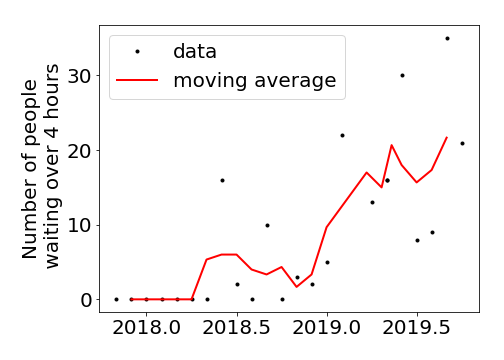 data
moving average
Number of people
waiting over 4 hours
30
20
10
0
2018.0 2018.5 2019.0 2019.5